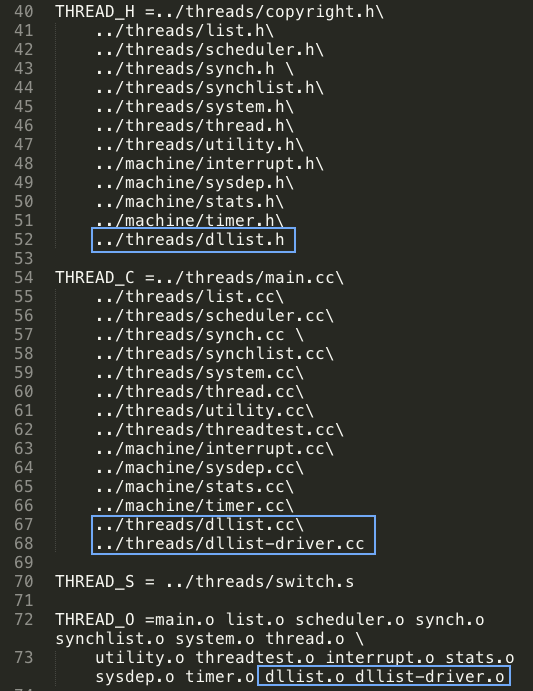 40 THREAD_H =../threads/copyright.h\
41 ../threads/list.h\
42 ../threads/scheduler.h\
43 ../threads/synch.h \
44 ../threads/synchlist.h\
45 ../threads/system.h\
46 ../threads/thread.h\
47 ../threads/utility.h\
48 ../machine/interrupt.h\
49 ../machine/sysdep.h\
50 ../machine/stats.h\
51 ../machine/timer.h\
52 ../threads/dllist.h
53
54 THREAD_C =../threads/main.cc\
55 ../threads/list.cc\
56 ../threads/scheduler.cc\
57 ../threads/synch.cc \
58 ../threads/synchlist.cc\
59 ../threads/system.cc\
60 ../threads/thread.cc\
61 ../threads/utility.cc\
62 ../threads/threadtest.cc\
63 ../machine/interrupt.cc\
64 ../machine/sysdep.cc\
65 ../machine/stats.cc\
66 ../machine/timer.cc\
67 ../threads/dllist.cc\
68 ../threads/dllist-driver.cc
69
70 THREAD_S = ../threads/switch.s
71
72 THREAD_O =main.o list.o scheduler.o synch.o
synchlist.o system.o thread.o \
73 utility.o threadtest.o interrupt.o stats.o
sysdep.o timer.o dllist.o dllist-driver.o